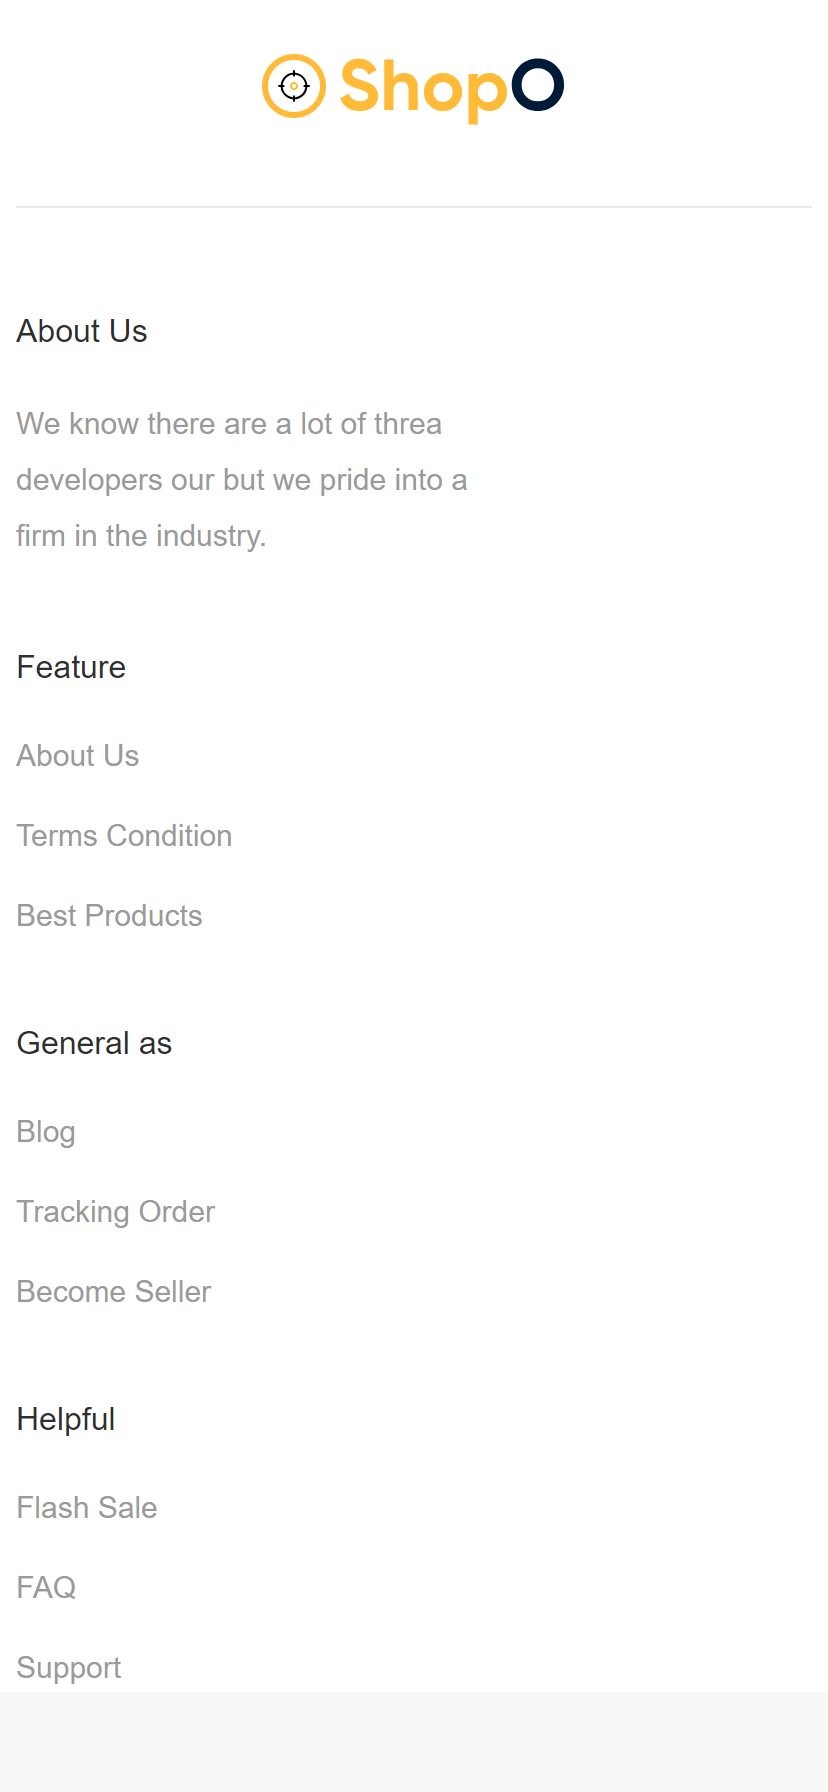 ShopO
About Us
We know there are a lot of threa
developers our but we pride into a
firm in the industry.
Feature
About Us
Terms Condition
Best Products
General as
Blog
Tracking Order
Become Seller
Helpful
Flash Sale
FAQ
Support